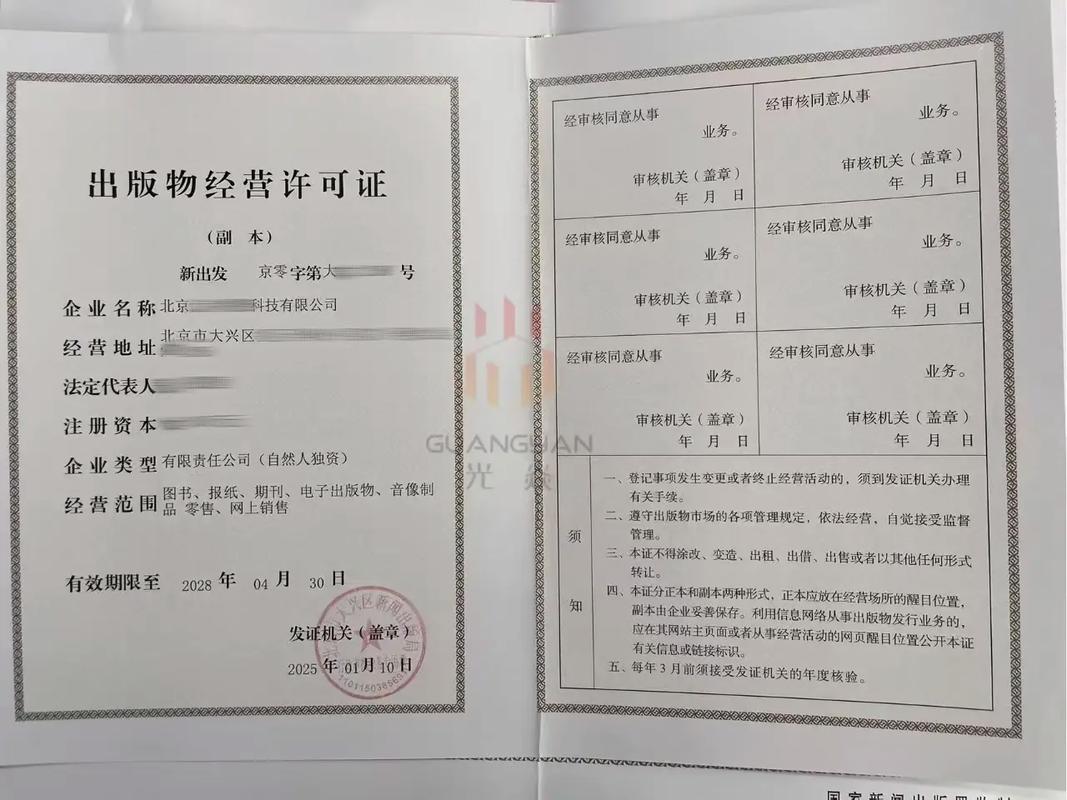 出版物经营许可证
（副 本）
新出发 京零字第大 号
企业名称 北京 科技有限公司
经营地址 北京市大兴区
法定代表人
注册资本
企业类型 有限责任公司（自然人独资）
经营范围 图书、报纸、期刊、电子出版物、音像制
品 零售、网上销售
有效期限至 2028 年 04 月 30 日
发证机关（盖章）
2025 年 01 月 10 日
大兴区新闻出版局
经审核同意从事
业务。
审核机关（盖章）
年 月 日
经审核同意从事
业务。
审核机关（盖章）
年 月 日
经审核同意从事
业务。
审核机关（盖章）
年 月 日
经审核同意从事
业务。
审核机关（盖章）
年 月 日
经审核同意从事
业务。
审核机关（盖章）
年 月 日
经审核同意从事
业务。
审核机关（盖章）
年 月 日
须知
一、登记事项发生变更或者终止经营活动的，须到发证机关办理
有关手续。
二、遵守出版物市场的各项管理规定，依法经营，自觉接受监督
管理。
三、本证不得涂改、变造、出租、出借、出售或者以其他任何形式
转让。
四、本证分正本和副本两种形式，正本应放在经营场所的醒目位置，
副本由企业妥善保存。利用信息网络从事出版物发行业务的，
应在其网站主页面或者从事经营活动的网页醒目位置公开本证
有关信息或链接标识。
五、每年 3 月前须接受发证机关的年度核验。
GUANGYAN
光焱